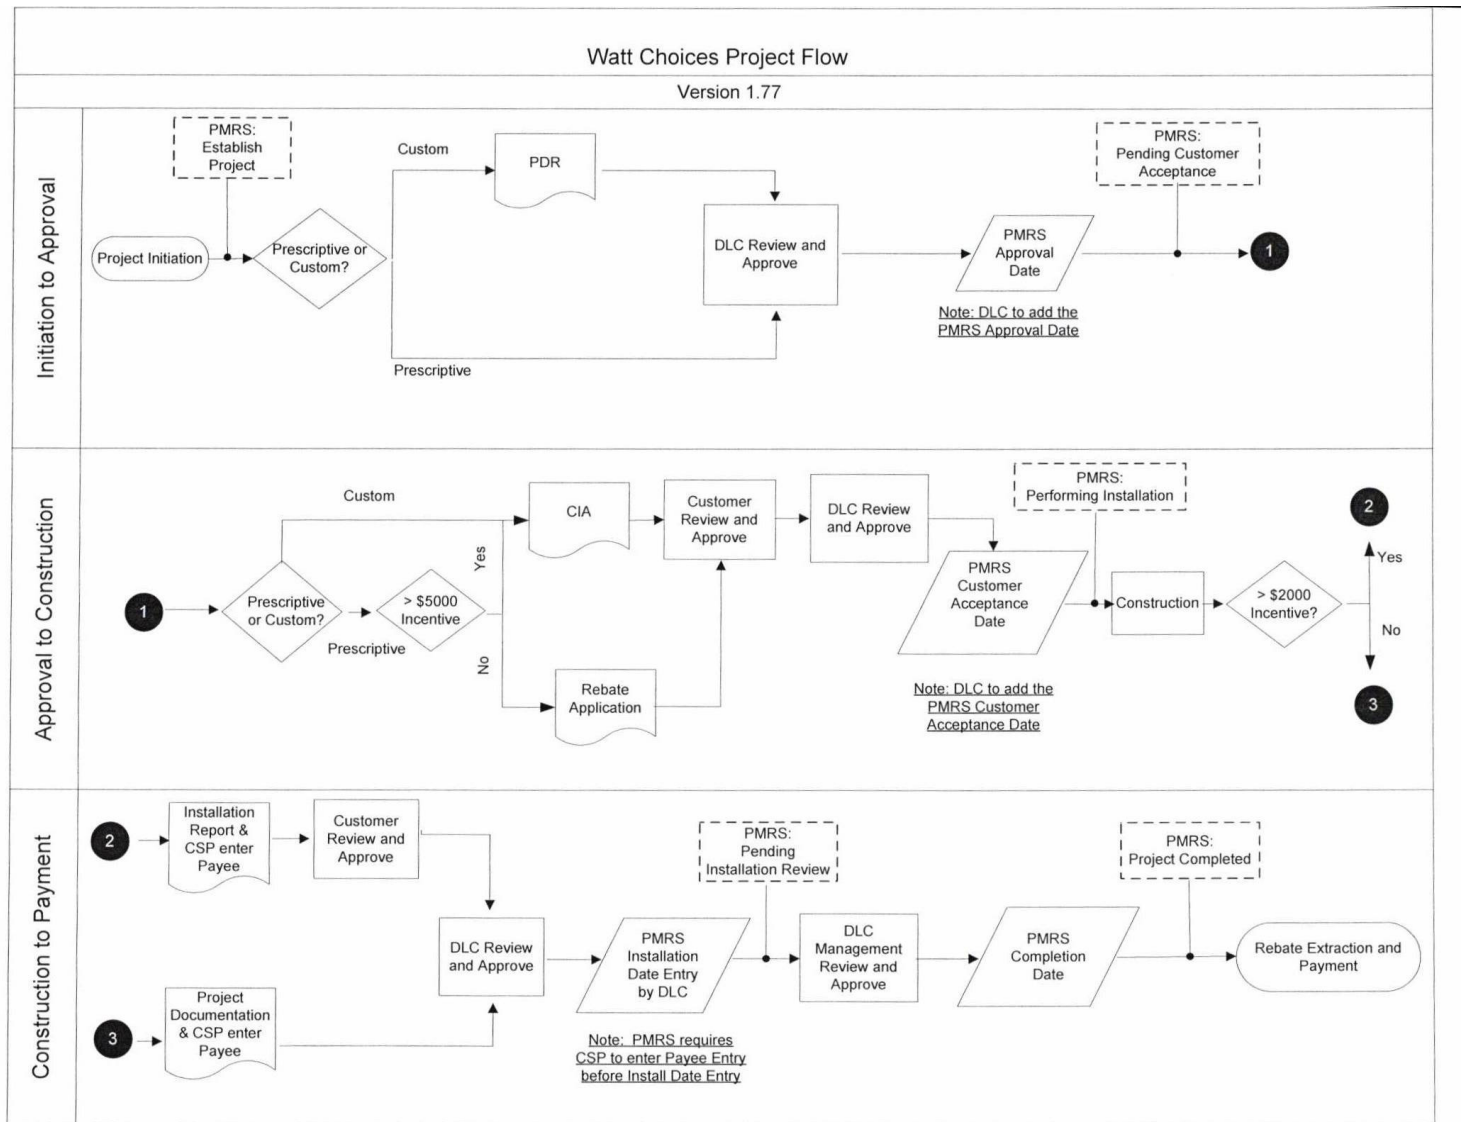 Watt Choices Project Flow
Version 1.77
Initiation to Approval
PMRS:
Establish
Project
Project Initiation
Prescriptive or
Custom?
Custom
PDR
Prescriptive
DLC Review and
Approve
PMRS
Approval
Date
Note: DLC to add the
PMRS Approval Date
PMRS:
Pending Customer
Acceptance
1
Approval to Construction
1
Prescriptive
or Custom?
Custom
Prescriptive
> $5000
Incentive
Yes
No
CIA
Rebate
Application
Customer
Review and
Approve
DLC Review
and Approve
PMRS
Customer
Acceptance
Date
Note: DLC to add the
PMRS Customer
Acceptance Date
PMRS:
Performing Installation
Construction
> $2000
Incentive?
2
Yes
No
3
Construction to Payment
2
Installation
Report &
CSP enter
Payee
Customer
Review and
Approve
3
Project
Documentation
& CSP enter
Payee
DLC Review
and Approve
PMRS
Installation
Date Entry
by DLC
Note: PMRS requires
CSP to enter Payee Entry
before Install Date Entry
PMRS:
Pending
Installation Review
DLC
Management
Review and
Approve
PMRS
Completion
Date
PMRS:
Project Completed
Rebate Extraction and
Payment